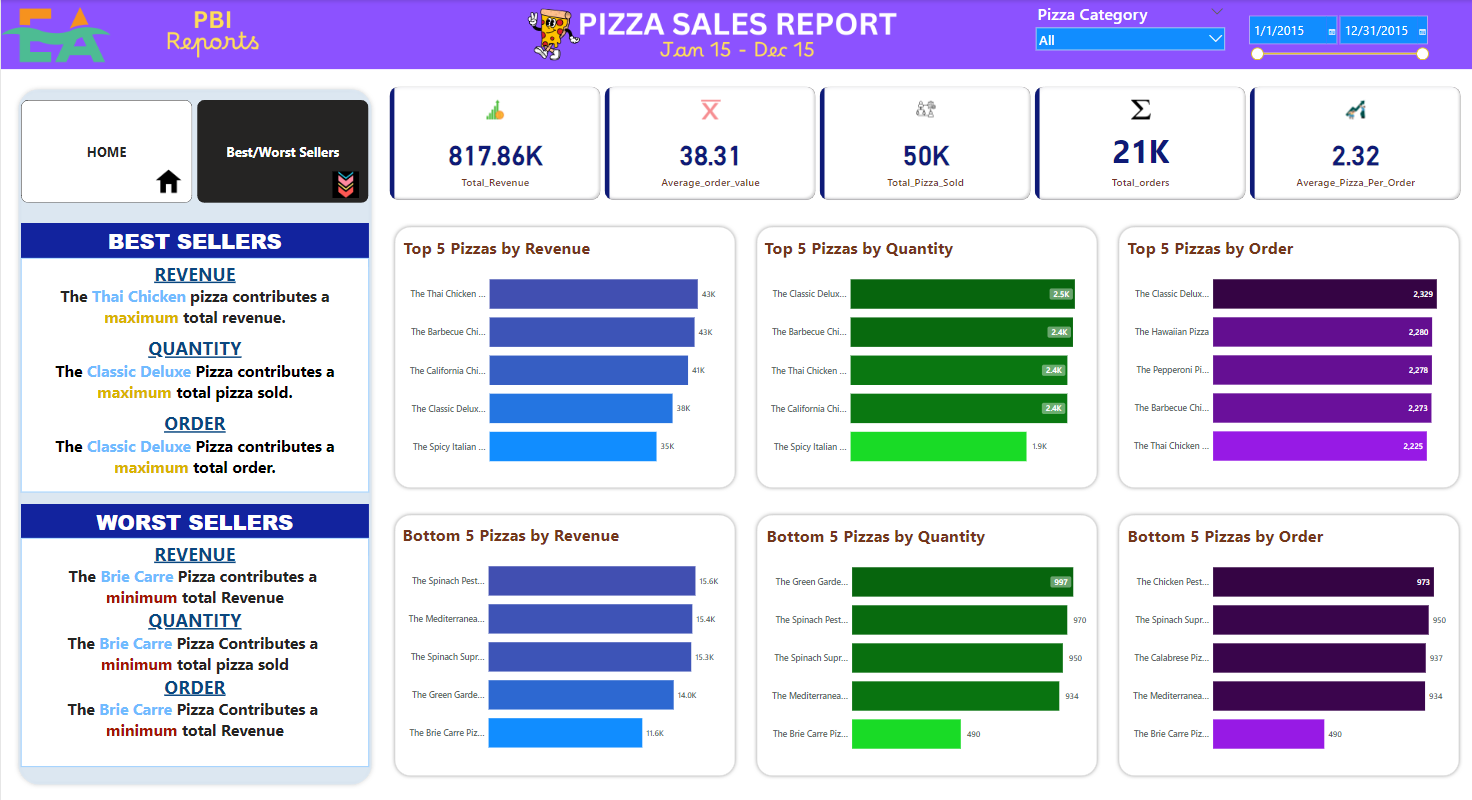 EA
PBI
Reports
PIZZA SALES REPORT
Jan 15 - Dec 15
Pizza Category
All
1/1/2015
12/31/2015
HOME
Best/Worst Sellers
817.86K
Total_Revenue
38.31
Average_order_value
50K
Total_Pizza_Sold
Σ
21K
Total_orders
2.32
Average_Pizza_Per_Order
BEST SELLERS
REVENUE
The Thai Chicken pizza contributes a
maximum total revenue.
QUANTITY
The Classic Deluxe Pizza contributes a
maximum total pizza sold.
ORDER
The Classic Deluxe Pizza contributes a
maximum total order.
WORST SELLERS
REVENUE
The Brie Carre Pizza contributes a
minimum total Revenue
QUANTITY
The Brie Carre Pizza Contributes a
minimum total pizza sold
ORDER
The Brie Carre Pizza Contributes a
minimum total Revenue
Top 5 Pizzas by Revenue
The Thai Chicken ... 43K
The Barbecue Chi... 43K
The California Chi... 41K
The Classic Delux... 38K
The Spicy Italian ... 35K
Top 5 Pizzas by Quantity
The Classic Delux... 2.5K
The Barbecue Chi... 2.4K
The Thai Chicken ... 2.4K
The California Chi... 2.4K
The Spicy Italian ... 1.9K
Top 5 Pizzas by Order
The Classic Delux... 2,329
The Hawaiian Pizza 2,280
The Pepperoni Pi... 2,278
The Barbecue Chi... 2,273
The Thai Chicken ... 2,225
Bottom 5 Pizzas by Revenue
The Spinach Pest... 15.6K
The Mediterranea... 15.4K
The Spinach Supr... 15.3K
The Green Garde... 14.0K
The Brie Carre Piz... 11.6K
Bottom 5 Pizzas by Quantity
The Green Garde... 997
The Spinach Pest... 970
The Spinach Supr... 950
The Mediterranea... 934
The Brie Carre Piz... 490
Bottom 5 Pizzas by Order
The Chicken Pest... 973
The Spinach Supr... 950
The Calabrese Piz... 937
The Mediterranea... 934
The Brie Carre Piz... 490